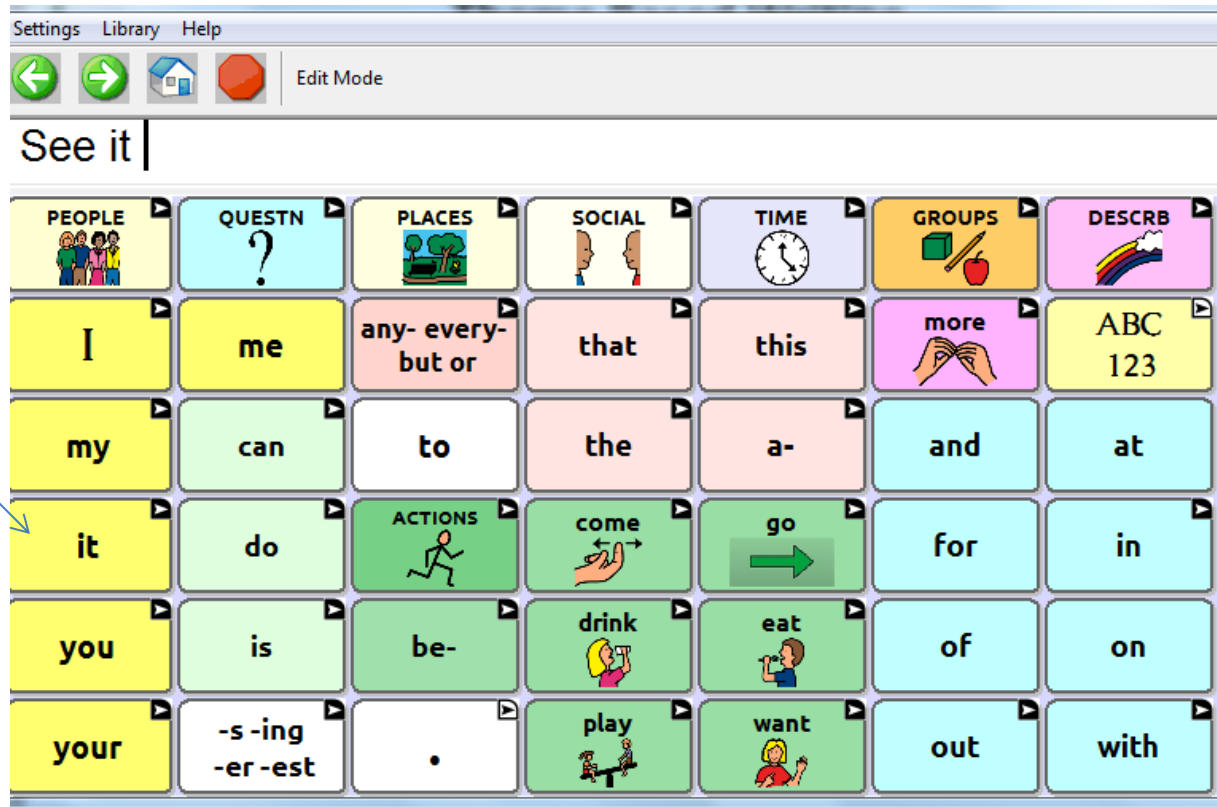 Settings Library Help
Edit Mode
See it
PEOPLE QUESTN PLACES SOCIAL TIME GROUPS DESCRB
?
I me any- every- that this more ABC
but or 123
my can to the a- and at
it do ACTIONS come go for in
you is be- drink eat of on
your -s -ing . play want out with
-er -est